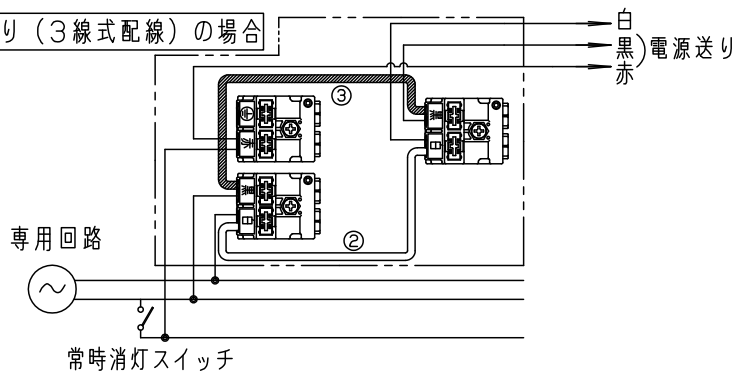 り（3線式配線）の場合
白
黒
赤
電源送り
③
赤
黒
白
黒
白
②
専用回路
常時消灯スイッチ